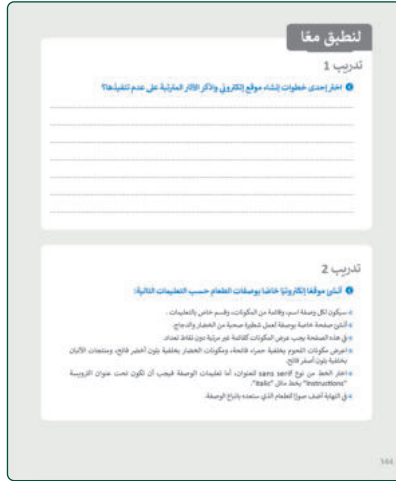 لنطبق معًا
تدريب 1
اختر إحدى خطوات إنشاء موقع إلكتروني واذكر الآثار المترتبة على عدم تنفيذها؟
تدريب 2
أنشئ موقعًا إلكترونيًا خاصًا بوصفات الطعام حسب التعليمات التالية:
سيكون لكل وصفة اسم، وقائمة من المكونات، وقسم خاص بالتعليمات.
أنشئ صفحة خاصة بوصفة لعمل شطيرة صحية من الخضار والدجاج.
في هذه الصفحة يجب عرض المكونات كقائمة غير مرتبة دون نقاط تعداد.
اعرض مكونات اللحوم بخلفية حمراء فاتحة، ومكونات الخضار بخلفية بلون أخضر فاتح، ومنتجات الألبان
بخلفية بلون أصفر فاتح.
اختر الخط من نوع sans serif للعنوان، أما تعليمات الوصفة فيجب أن تكون تحت عنوان الترويسة
"Instructions" بخط مائل "italic".
في النهاية أضف صورًا للطعام الذي ستعده باتباع الوصفة.
144